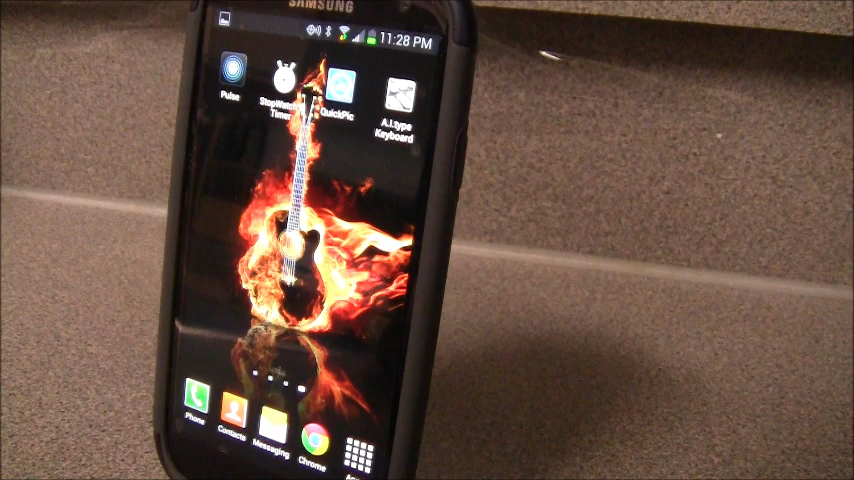 SAMSUNG
11:28 PM
Pulse
StopWatch
Timer
QuickPic
A.I.type
Keyboard
Phone
Contacts
Messaging
Chrome